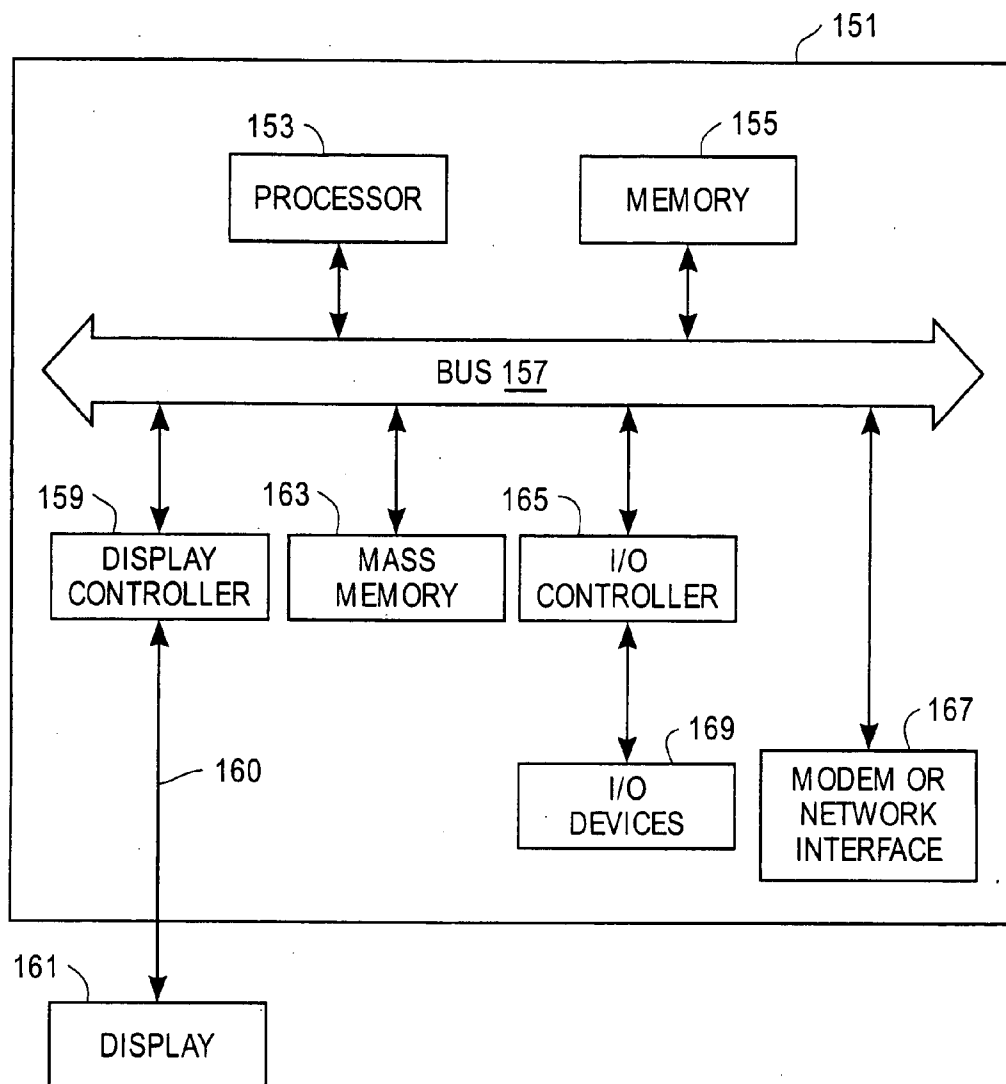 151
153
PROCESSOR
155
MEMORY
BUS 157
159
DISPLAY
CONTROLLER
163
MASS
MEMORY
165
I/O
CONTROLLER
160
169
I/O
DEVICES
167
MODEM OR
NETWORK
INTERFACE
161
DISPLAY